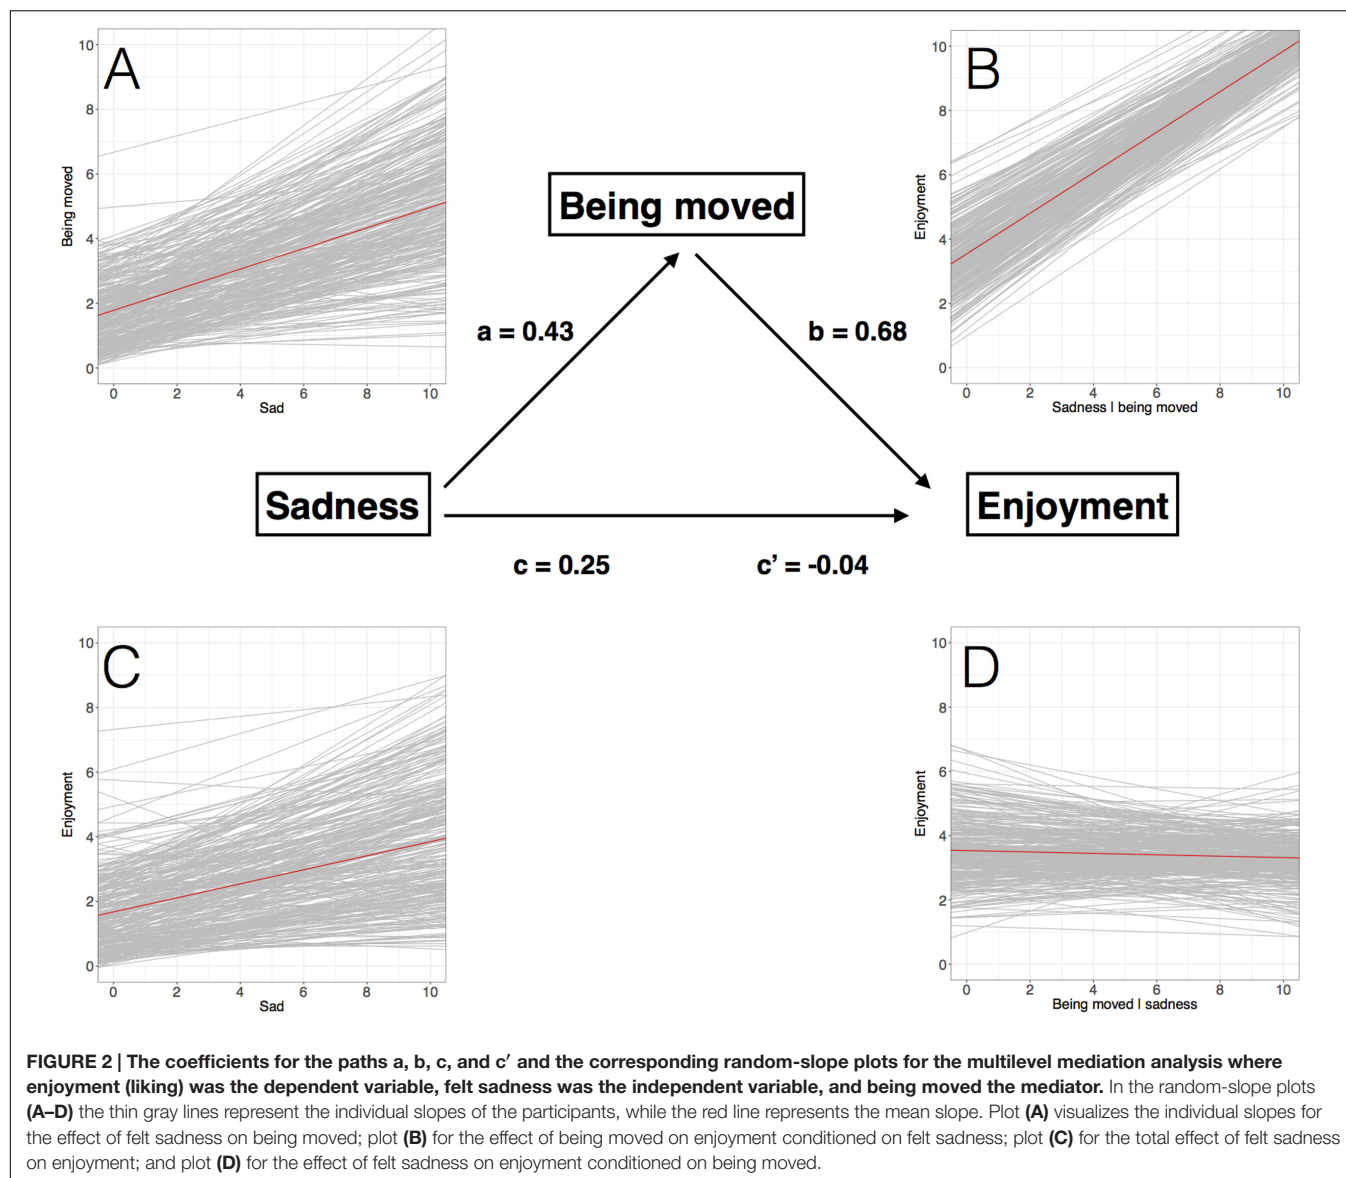 A
10
8
6
4
2
0
Being moved
0 2 4 6 8 10
Sad
B
10
8
6
4
2
0
Enjoyment
0 2 4 6 8 10
Sadness | being moved
Being moved
a = 0.43
b = 0.68
Sadness
Enjoyment
c = 0.25
c' = -0.04
C
10
8
6
4
2
0
Enjoyment
0 2 4 6 8 10
Sad
D
10
8
6
4
2
0
Enjoyment
0 2 4 6 8 10
Being moved | sadness
FIGURE 2 | The coefficients for the paths a, b, c, and c′ and the corresponding random-slope plots for the multilevel mediation analysis where
enjoyment (liking) was the dependent variable, felt sadness was the independent variable, and being moved the mediator. In the random-slope plots
(A–D) the thin gray lines represent the individual slopes of the participants, while the red line represents the mean slope. Plot (A) visualizes the individual slopes for
the effect of felt sadness on being moved; plot (B) for the effect of being moved on enjoyment conditioned on felt sadness; plot (C) for the total effect of felt sadness
on enjoyment; and plot (D) for the effect of felt sadness on enjoyment conditioned on being moved.